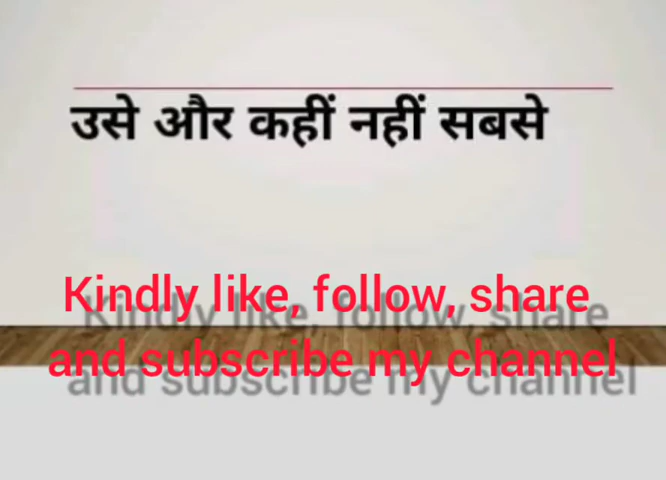 उसे और कहीं नहीं सबसे
Kindly like, follow, share
and subscribe my channel